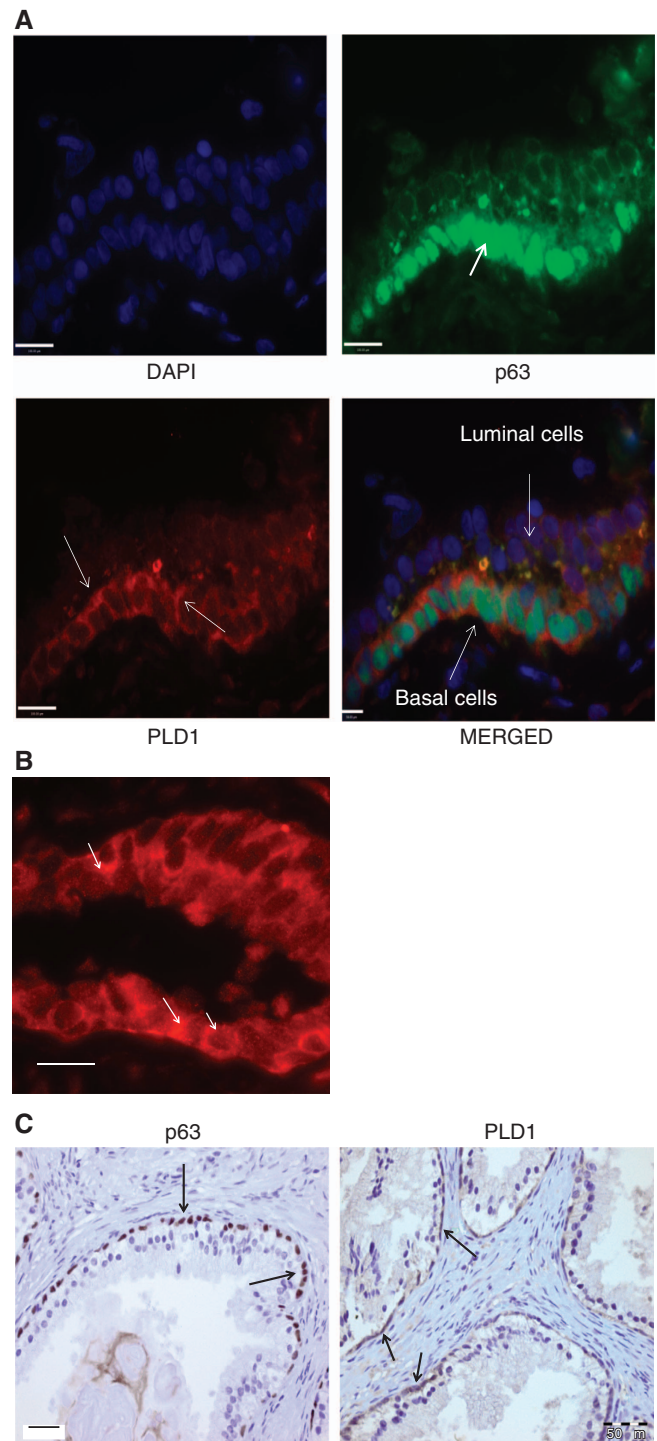 A
DAPI
p63
PLD1
Luminal cells
Basal cells
MERGED
B
C
p63
PLD1
50 m